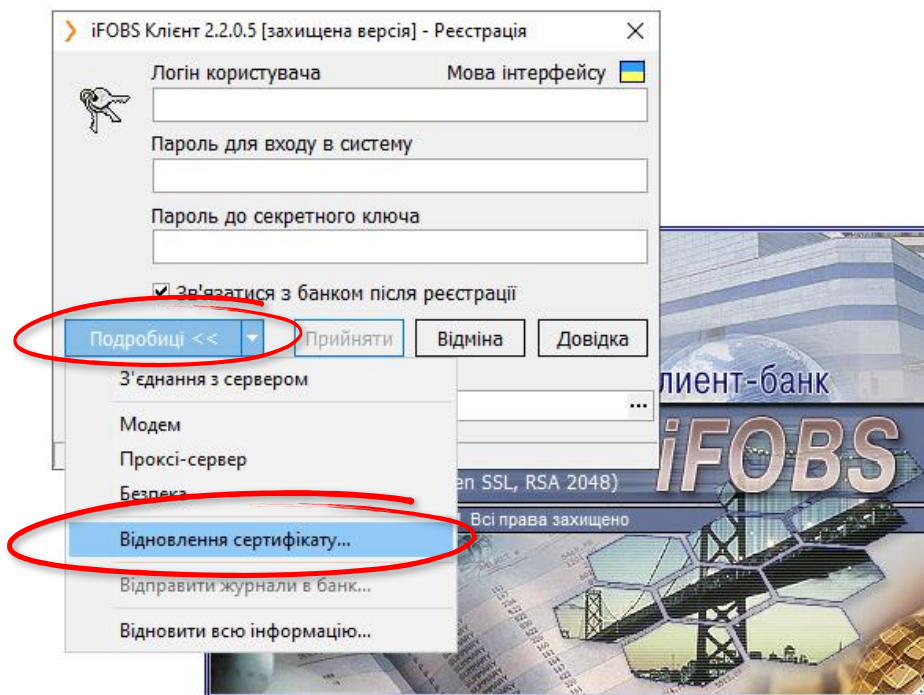 iFOBS Клієнт 2.2.0.5 [захищена версія] - Реєстрація
Логін користувача
Мова інтерфейсу
Пароль для входу в систему
Пароль до секретного ключа
Зв'язатися з банком після реєстрації
Подробиці <<
Прийняти
Відміна
Довідка
З'єднання з сервером
...
Модем
Проксі-сервер
Безпека
Відновлення сертифікату...
Відправити журнали в банк...
Відновити всю інформацію...
лиент-банк
iFOBS
en SSL, RSA 2048)
Всі права захищено